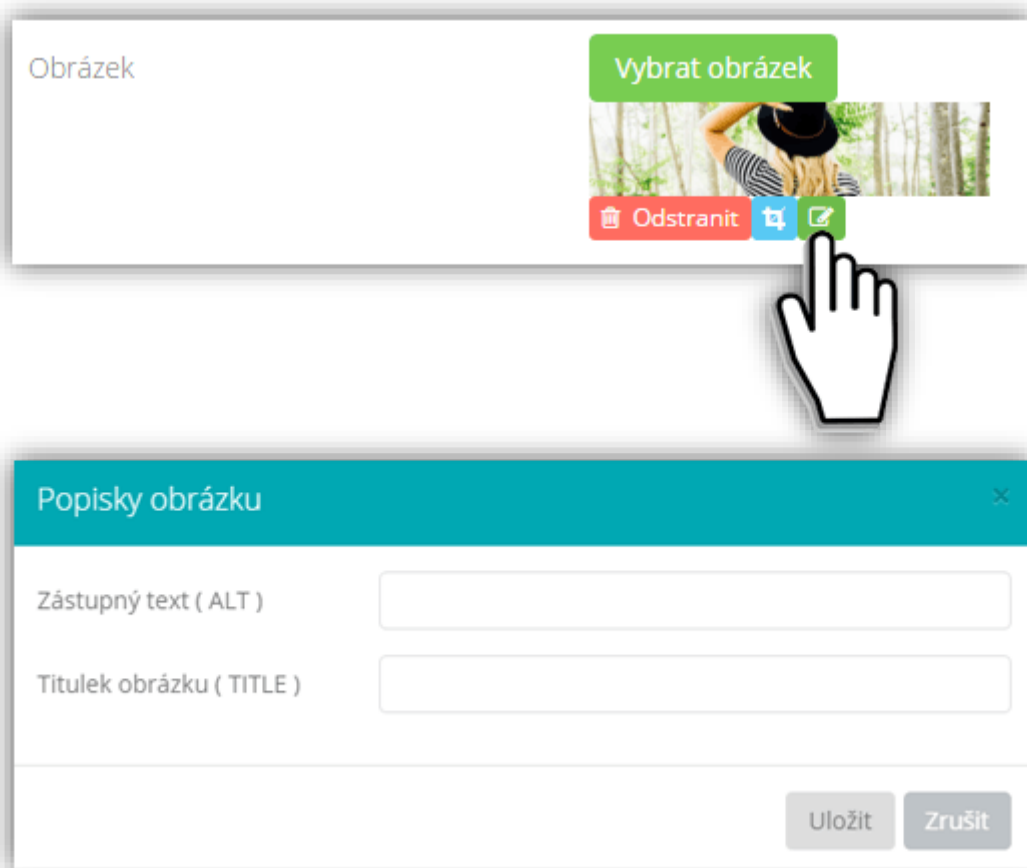 Obrázek
Vybrat obrázek
Odstranit
Popisky obrázku
×
Zástupný text ( ALT )
Titulek obrázku ( TITLE )
Uložit
Zrušit